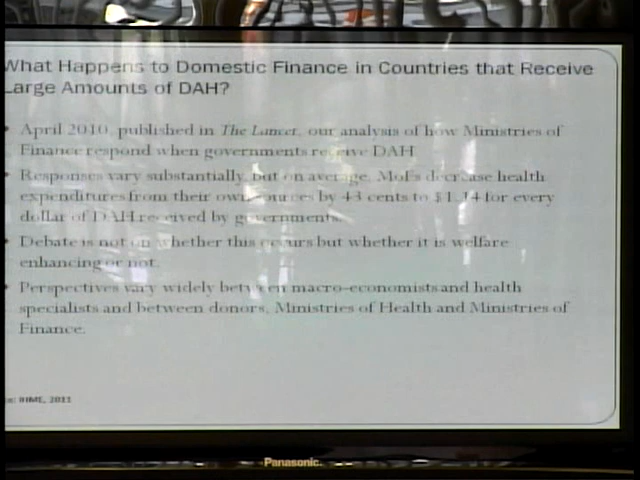 What Happens to Domestic Finance in Countries that Receive
Large Amounts of DAH?
April 2010, published in The Lancet, our analysis of how Ministries of
Finance respond when governments receive DAH
Responses vary substantially, but on average, MoFs decrease health
expenditures from their own sources by 43 cents to $1.14 for every
dollar of DAH received by governments.
Debate is not on whether this occurs but whether it is welfare
enhancing or not.
Perspectives vary widely between macro-economists and health
specialists and between donors, Ministries of Health and Ministries of
Finance.
IHME, 2011
Panasonic